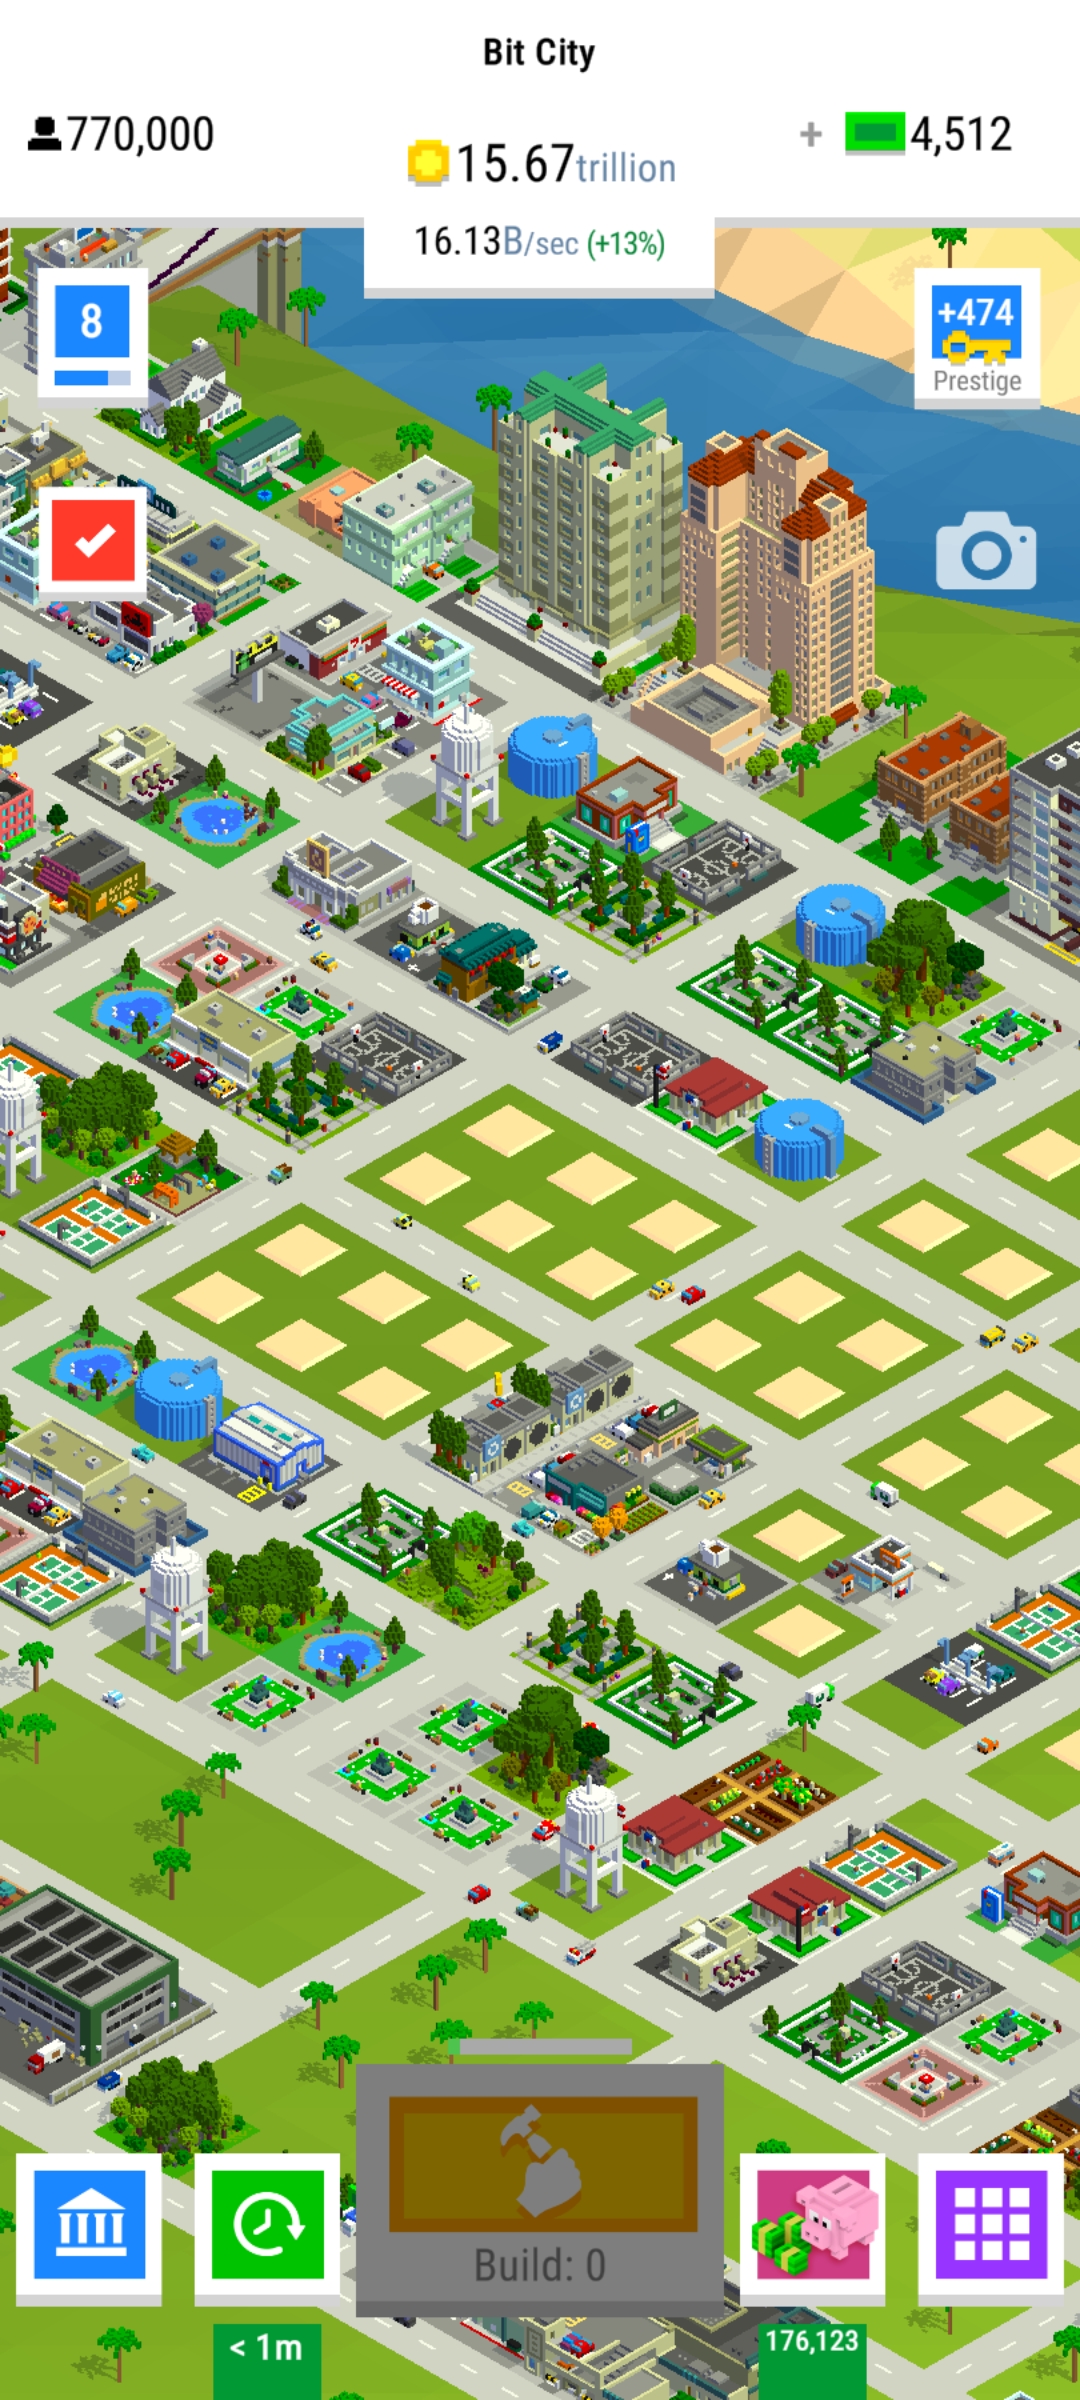 Bit City
770,000
15.67trillion
+ 4,512
16.13B/sec (+13%)
8
+474
Prestige
Build: 0
< 1m
176,123